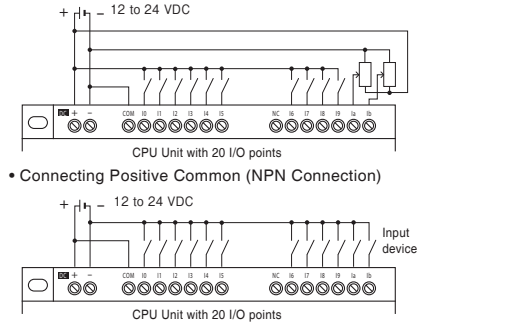 + – 12 to 24 VDC
DC + – COM I0 I1 I2 I3 I4 I5 NC I6 I7 I8 I9 Ia Ib
CPU Unit with 20 I/O points
• Connecting Positive Common (NPN Connection)
+ – 12 to 24 VDC
Input
device
DC + – COM I0 I1 I2 I3 I4 I5 NC I6 I7 I8 I9 Ia Ib
CPU Unit with 20 I/O points